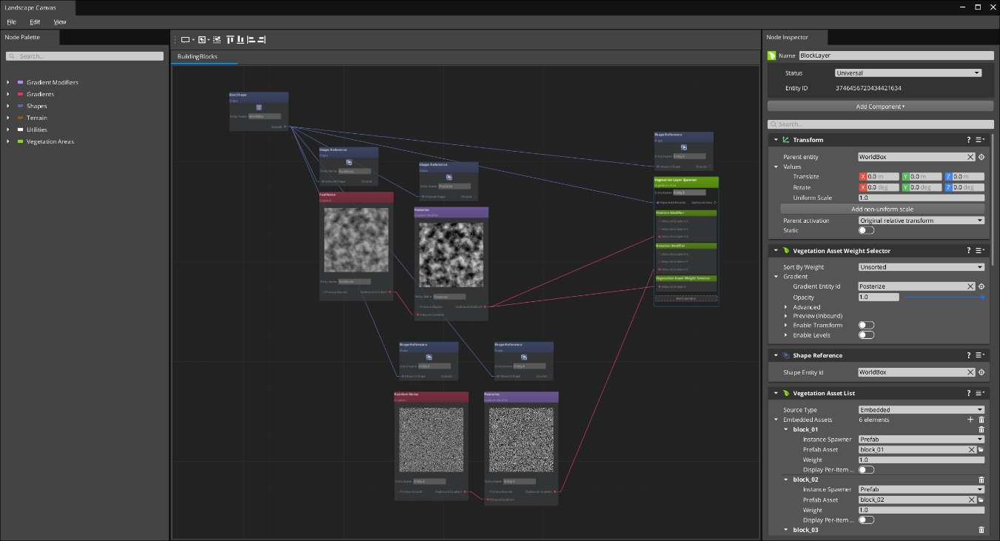 Landscape Canvas
File Edit View
Node Palette
Search...
Gradient Modifiers
Gradients
Shapes
Terrain
Utilities
Vegetation Areas
BuildingBlocks
Box Shape
Shape
Entity Name WorldBox
Bounds
Shape Reference
Shape
Entity Name FastNoise
Inbound Shape Bounds
Shape Reference
Shape
Entity Name Posterize
Inbound Shape Bounds
FastNoise
Gradient
Entity Name FastNoise
Preview Bounds Outbound Gradient
Posterize
Gradient Modifier
Entity Name Posterize
Preview Bounds Outbound Gradient
Inbound Gradient
Shape Reference
Shape
Entity Name Entity3
Inbound Shape Bounds
Shape Reference
Shape
Entity Name Entity4
Inbound Shape Bounds
Random Noise
Gradient
Entity Name Entity3
Preview Bounds Outbound Gradient
Posterize
Gradient Modifier
Entity Name Entity4
Preview Bounds Outbound Gradient
Inbound Gradient
Shape Reference
Shape
Entity Name Entity5
Inbound Shape Bounds
Vegetation Layer Spawner
Vegetation Area
Entity Name Entity5
Placement Bounds Outbound Area
Position Modifier
Inbound Gradient X
Inbound Gradient Y
Inbound Gradient Z
Rotation Modifier
Inbound Gradient X
Inbound Gradient Y
Inbound Gradient Z
Vegetation Asset Weight Selector
Inbound Gradient
Node Inspector
Name BlockLayer
Status Universal
Entity ID 3746456720434421634
Add Component
Search...
Transform ?
Parent entity WorldBox
Values
Translate X 0.0 m Y 0.0 m Z 0.0 m
Rotate X 0.0 deg Y 0.0 deg Z 0.0 deg
Uniform Scale 1.0
Add non-uniform scale
Parent activation Original relative transform
Static
Vegetation Asset Weight Selector ?
Sort By Weight Unsorted
Gradient
Gradient Entity Id Posterize
Opacity 1.0
Advanced
Preview (Inbound)
Enable Transform
Enable Levels
Shape Reference ?
Shape Entity Id WorldBox
Vegetation Asset List ?
Source Type Embedded
Embedded Assets 6 elements
block_01
Instance Spawner Prefab
Prefab Asset block_01
Weight 1.0
Display Per-Item ...
block_02
Instance Spawner Prefab
Prefab Asset block_02
Weight 1.0
Display Per-Item ...
block_03